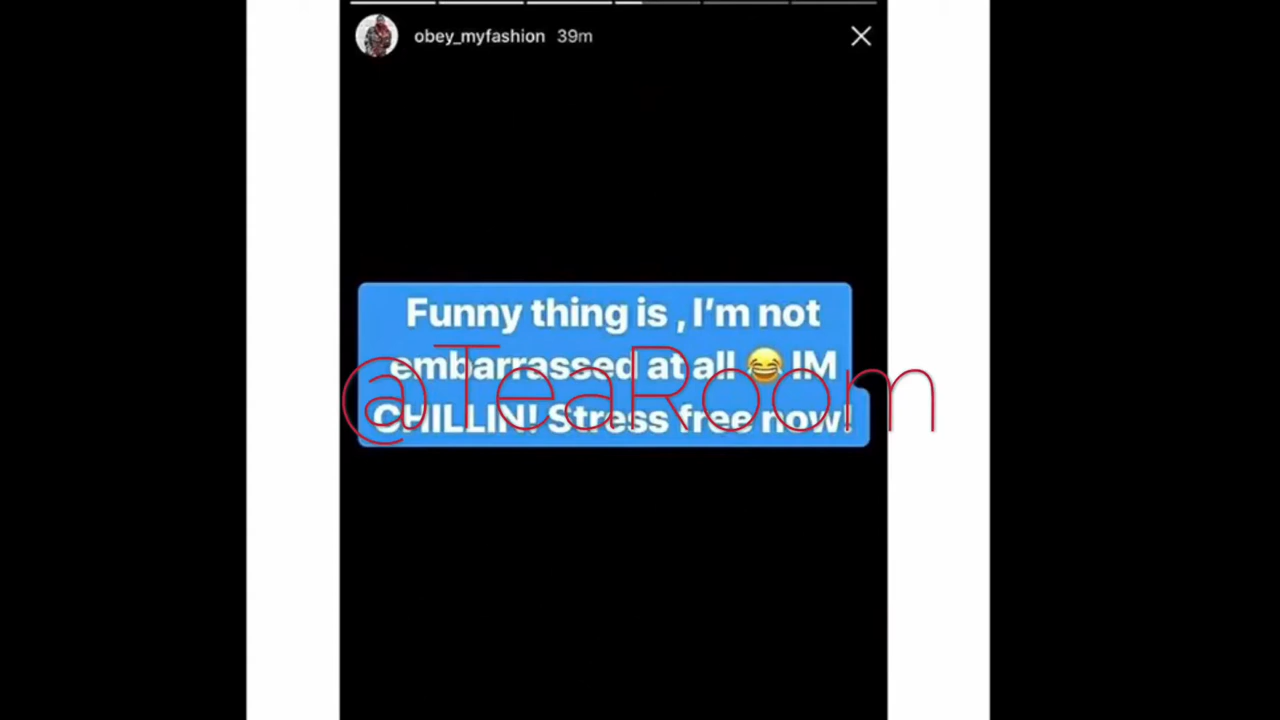 obey_myfashion 39m
Funny thing is , I’m not
embarrassed at all 😂 IM
CHILLIN! Stress free now!
@TeaRoom